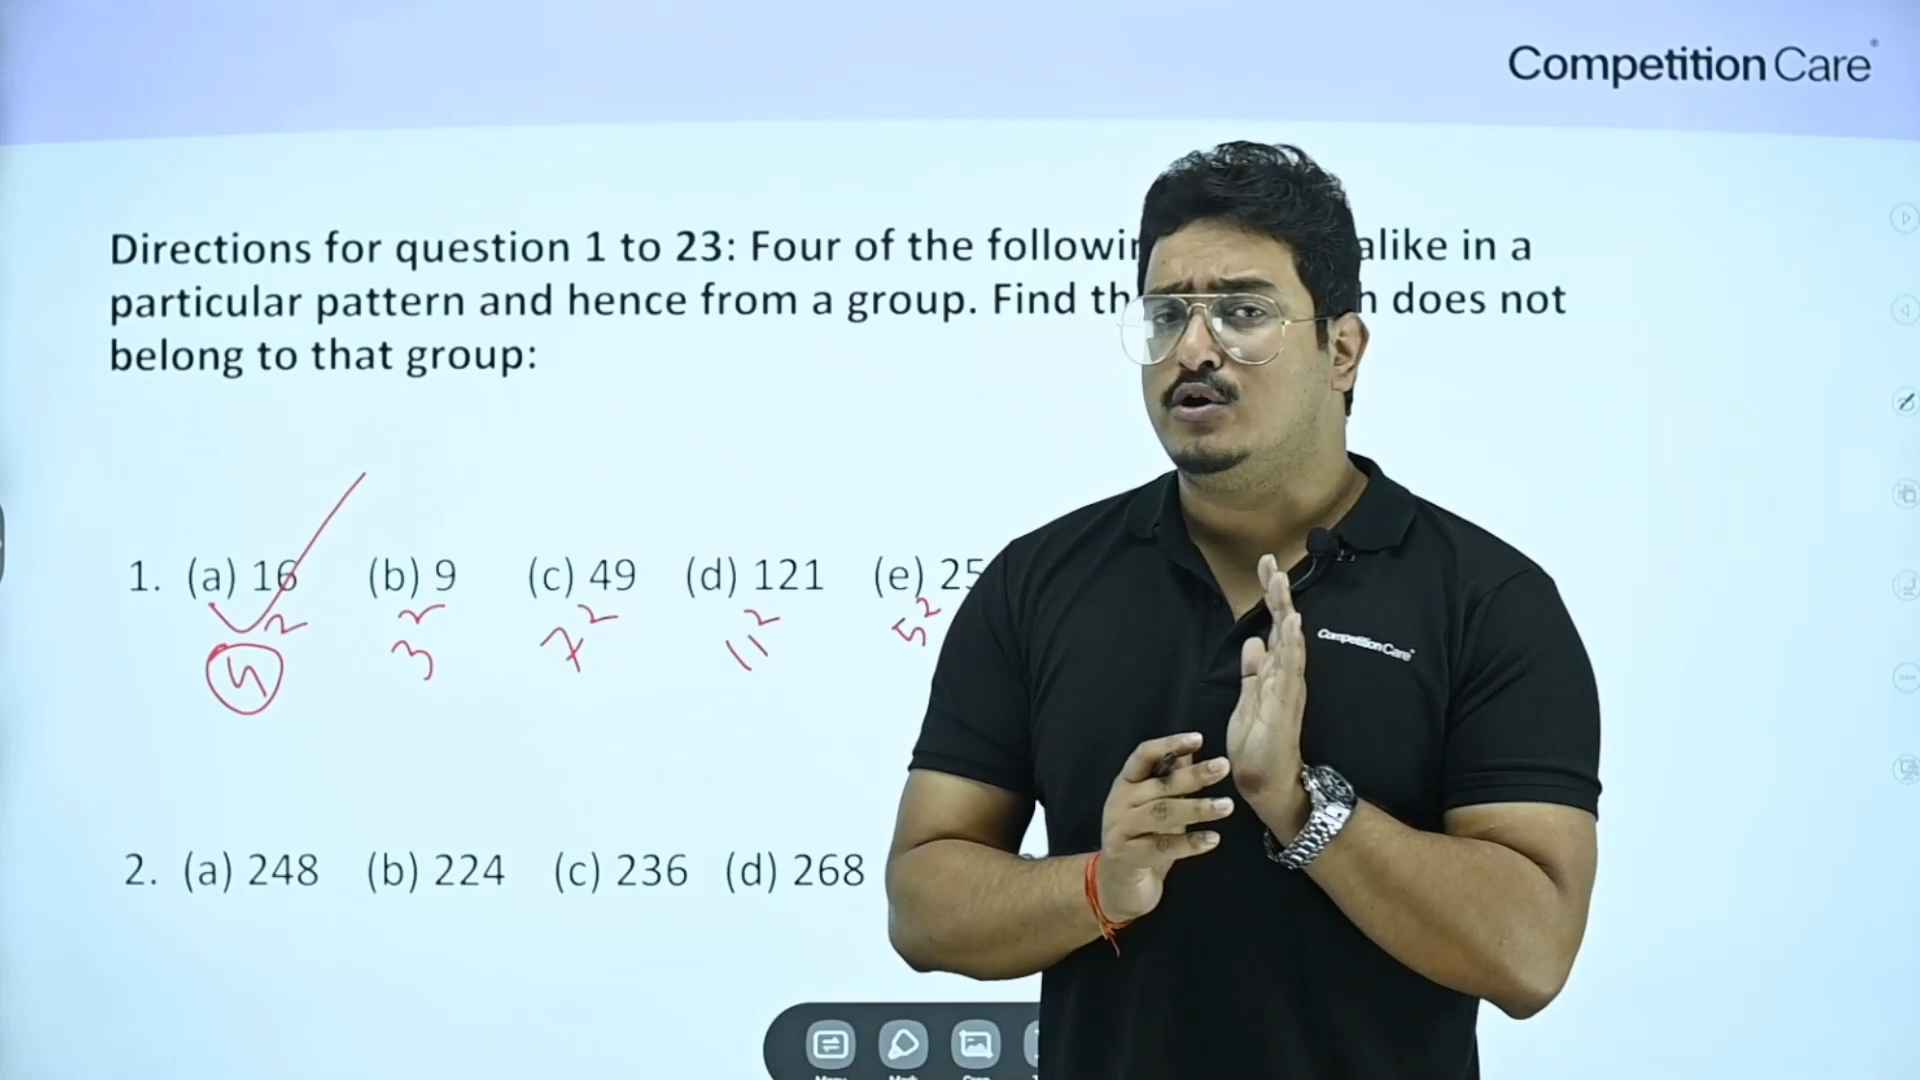 Competition Care
Directions for question 1 to 23: Four of the alike in a
particular pattern and hence from a group. Find does not
belong to that group:
1. (a) 16 (b) 9 (c) 49 (d) 121 (e) 25
4² 3² 7² 11² 5²
Competition Care
2. (a) 248 (b) 224 (c) 236 (d) 268